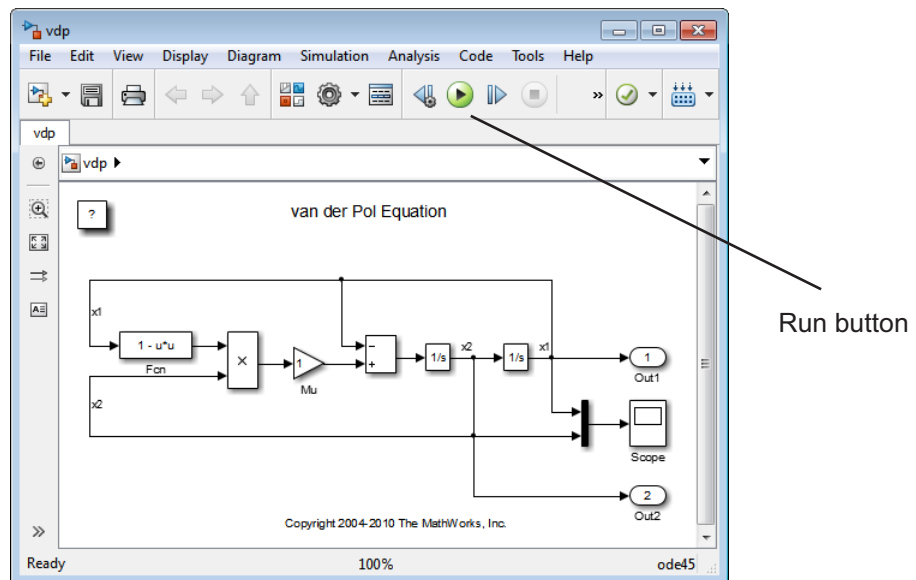 vdp
File Edit View Display Diagram Simulation Analysis Code Tools Help
»
vdp
vdp
?
van der Pol Equation
x1
1 - u*u
Fcn
×
1
Mu
−
+
1/s
x2
1/s
x1
1
Out1
x2
Scope
2
Out2
Copyright 2004-2010 The MathWorks, Inc.
»
Ready 100% ode45
Run button